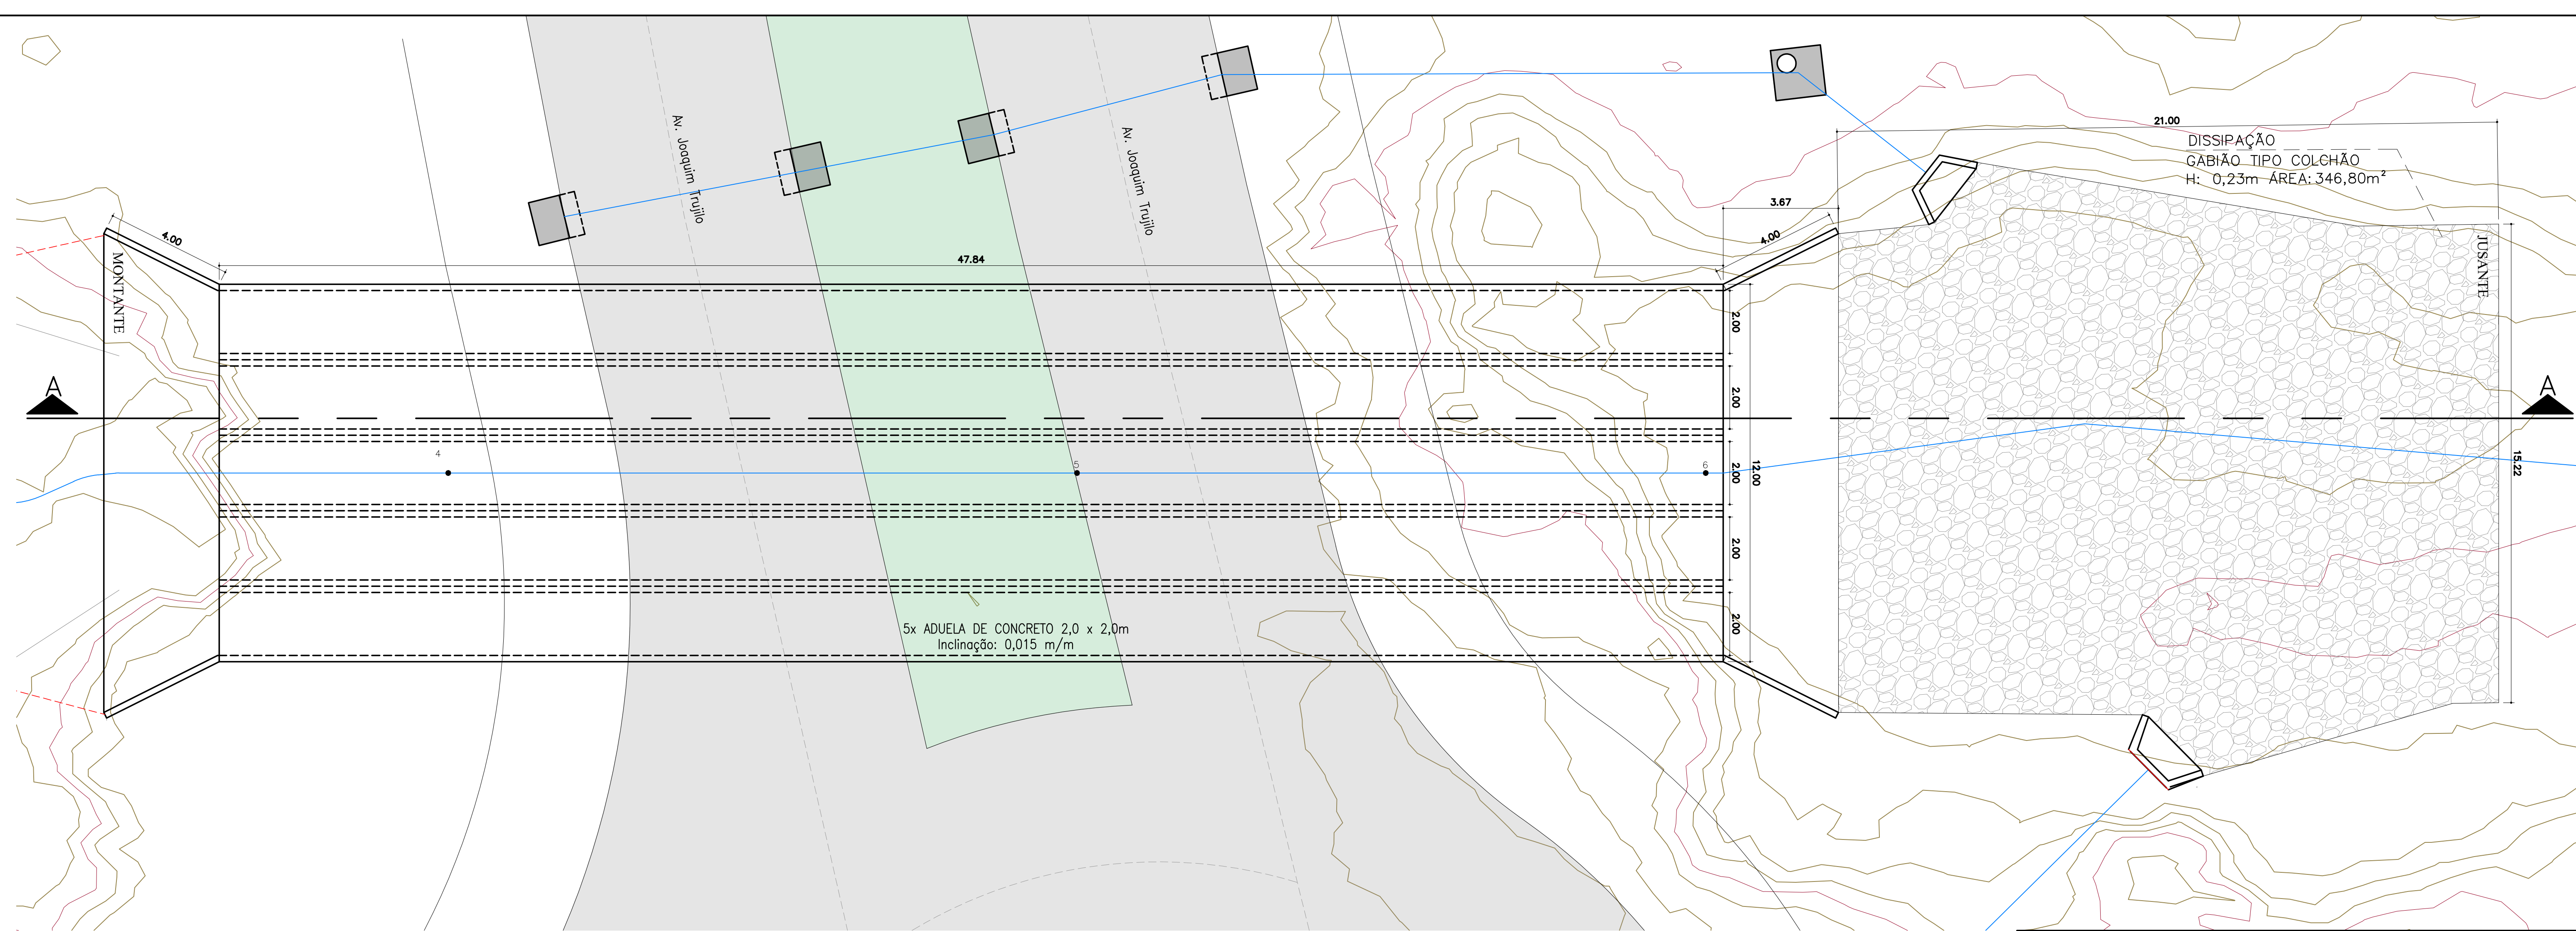 21.00
DISSIPAÇÃO
GABIÃO TIPO COLCHÃO
H: 0,23m ÁREA: 346,80m²
Av. Joaquim Trujilo
Av. Joaquim Trujilo
3.67
4.00
4.00
47.84
MONTANTE
JUSANTE
2.00
2.00
2.00
2.00
2.00
12.00
15.22
A
A
4
5
6
5x ADUELA DE CONCRETO 2,0 x 2,0m
Inclinação: 0,015 m/m